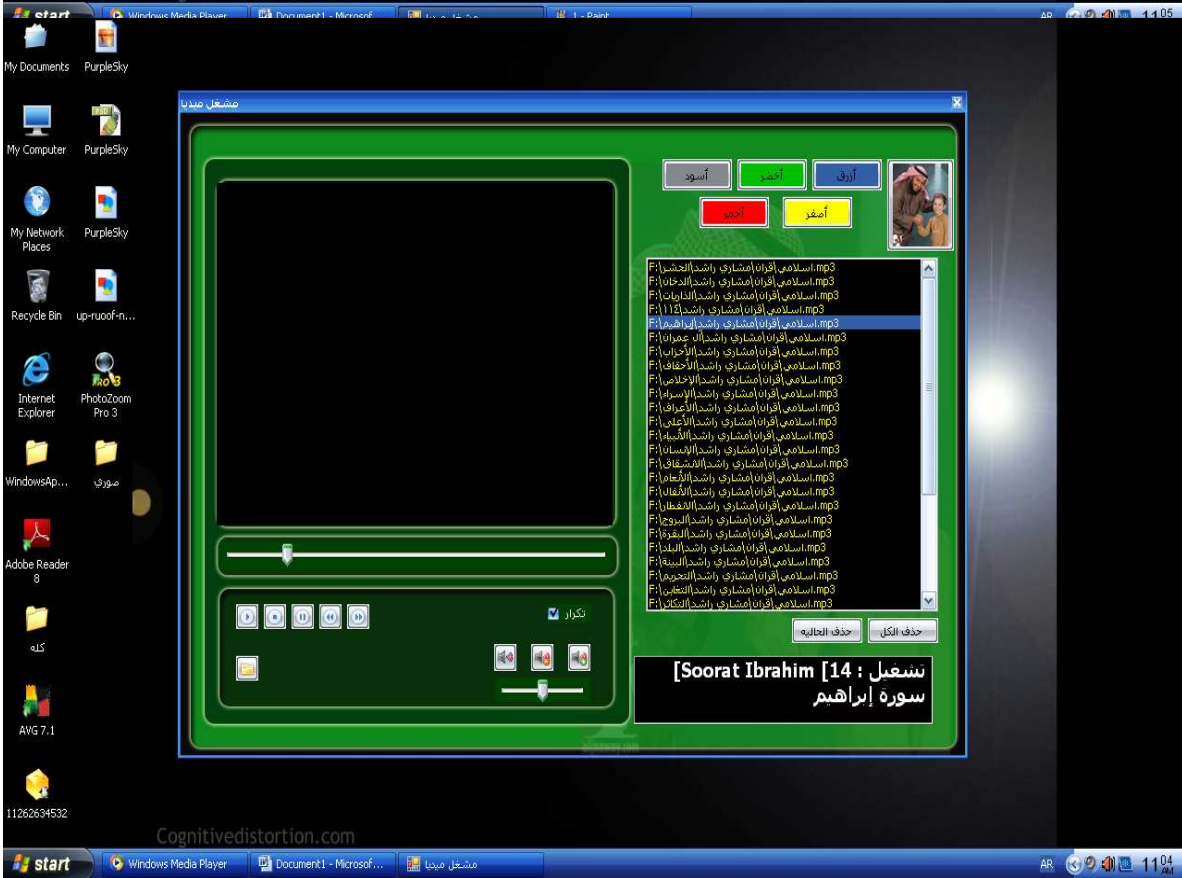 start
Windows Media Player
Document1 - Microsof...
مشغل ميديا
1 - Paint
AR
11 05
My Documents
PurpleSky
My Computer
PurpleSky
My Network Places
PurpleSky
Recycle Bin
up-ruoof-n...
Internet Explorer
PhotoZoom Pro 3
WindowsAp...
صوري
Adobe Reader 8
كله
AVG 7.1
11262634532
مشغل ميديا
أسود
أخضر
أزرق
أحمر
أصفر
F:\اسلامي\قران\مشاري راشد\الحشر.mp3
F:\اسلامي\قران\مشاري راشد\الدخان.mp3
F:\اسلامي\قران\مشاري راشد\الذاريات.mp3
F:\اسلامي\قران\مشاري راشد\١١٤.mp3
F:\اسلامي\قران\مشاري راشد\إبراهيم.mp3
F:\اسلامي\قران\مشاري راشد\آل عمران.mp3
F:\اسلامي\قران\مشاري راشد\الأحزاب.mp3
F:\اسلامي\قران\مشاري راشد\الأحقاف.mp3
F:\اسلامي\قران\مشاري راشد\الإخلاص.mp3
F:\اسلامي\قران\مشاري راشد\الإسراء.mp3
F:\اسلامي\قران\مشاري راشد\الأعراف.mp3
F:\اسلامي\قران\مشاري راشد\الأعلى.mp3
F:\اسلامي\قران\مشاري راشد\الأنبياء.mp3
F:\اسلامي\قران\مشاري راشد\الإنسان.mp3
F:\اسلامي\قران\مشاري راشد\الانشقاق.mp3
F:\اسلامي\قران\مشاري راشد\الأنعام.mp3
F:\اسلامي\قران\مشاري راشد\الأنفال.mp3
F:\اسلامي\قران\مشاري راشد\الانفطار.mp3
F:\اسلامي\قران\مشاري راشد\البروج.mp3
F:\اسلامي\قران\مشاري راشد\البقرة.mp3
F:\اسلامي\قران\مشاري راشد\البلد.mp3
F:\اسلامي\قران\مشاري راشد\البينة.mp3
F:\اسلامي\قران\مشاري راشد\التحريم.mp3
F:\اسلامي\قران\مشاري راشد\التغابن.mp3
F:\اسلامي\قران\مشاري راشد\التكاثر.mp3
تكرار
حذف الكل
حذف الحاليه
تشغيل : 14] Soorat Ibrahim]
سورة إبراهيم
Cognitivedistortion.com
start
Windows Media Player
Document1 - Microsof...
مشغل ميديا
AR
11 04 AM